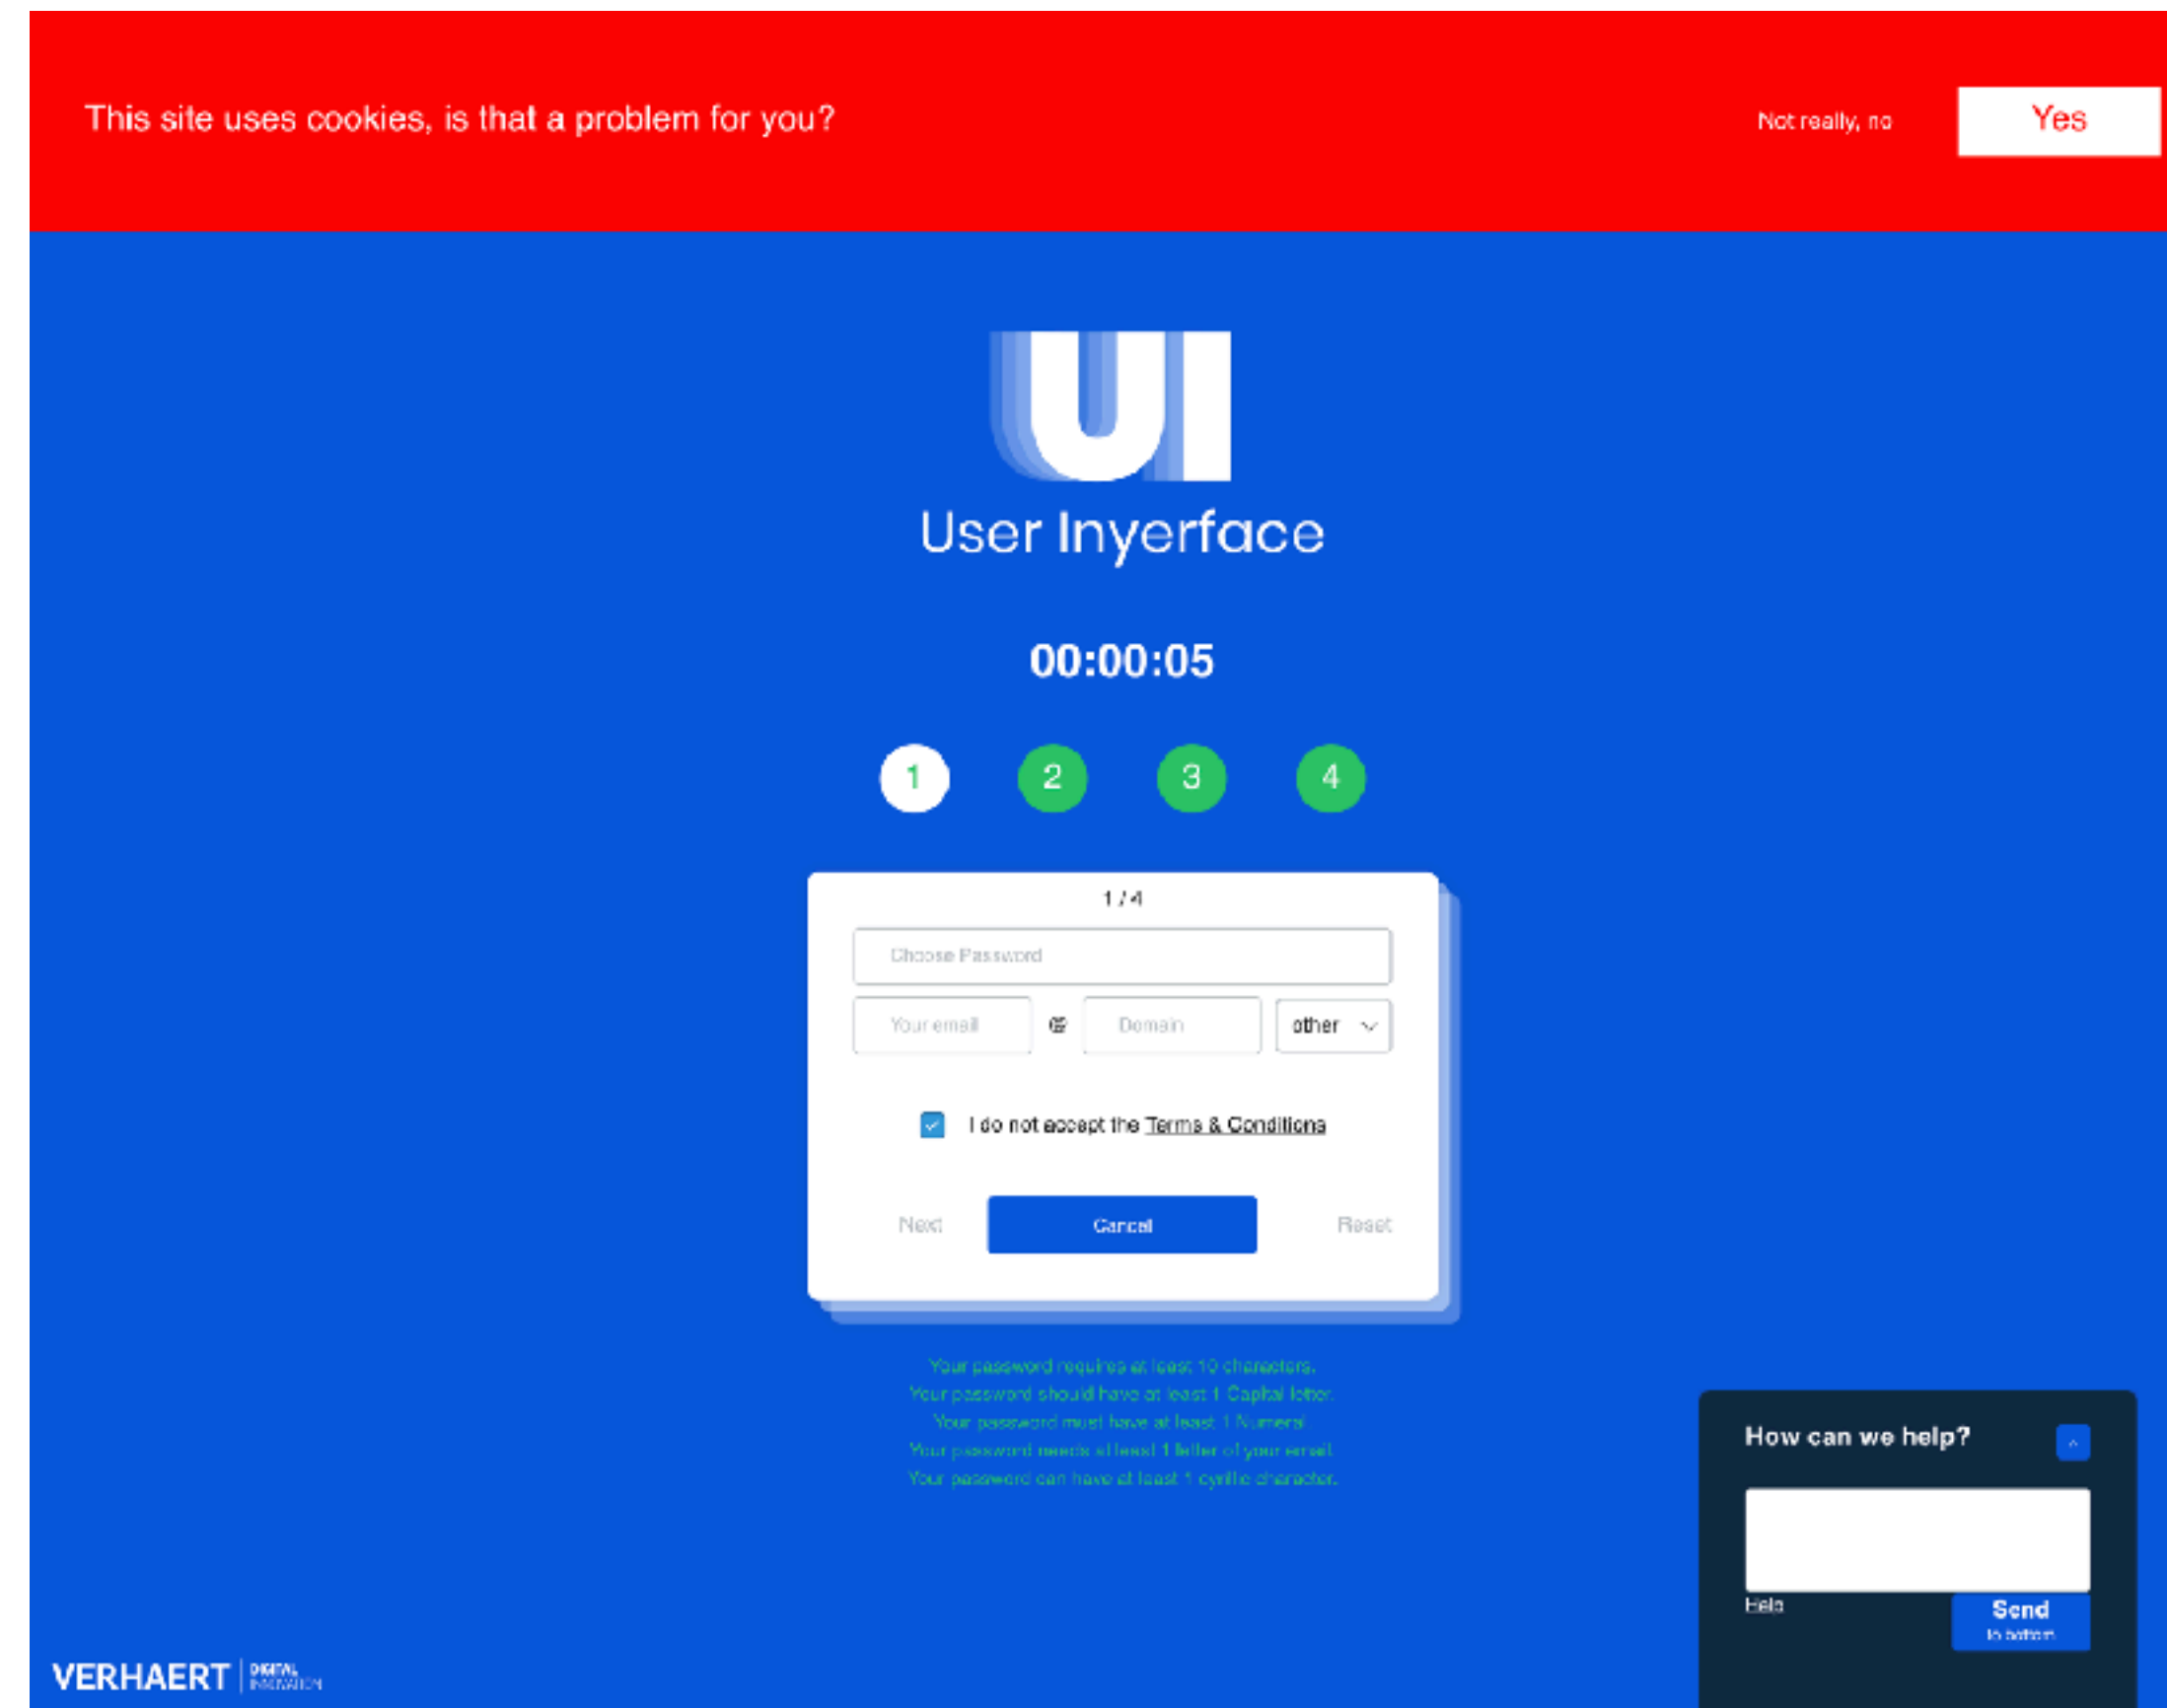 This site uses cookies, is that a problem for you?
Not really, no
Yes
UI
User Inyerface
00:00:05
1
2
3
4
1 / 4
Choose Password
Your email
@
Domain
other
I do not accept the Terms & Conditions
Next
Cancel
Reset
Your password requires at least 10 characters.
Your password should have at least 1 Capital letter.
Your password must have at least 1 Numeral
Your password needs at least 1 letter of your email.
Your password can have at least 1 cyrillic character.
How can we help?
Help
Send
to bottom
VERHAERT
DIGITAL
INNOVATION